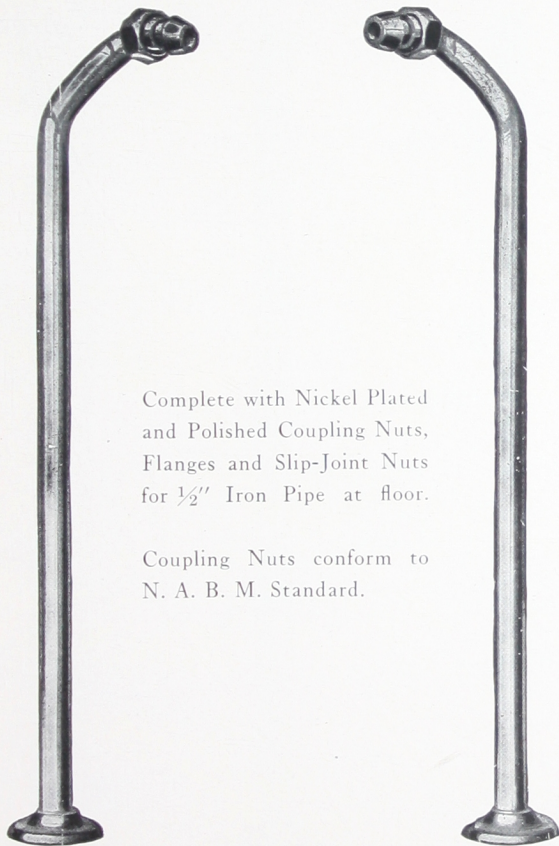 Complete with Nickel Plated
and Polished Coupling Nuts,
Flanges and Slip-Joint Nuts
for ½″ Iron Pipe at floor.
Coupling Nuts conform to
N. A. B. M. Standard.